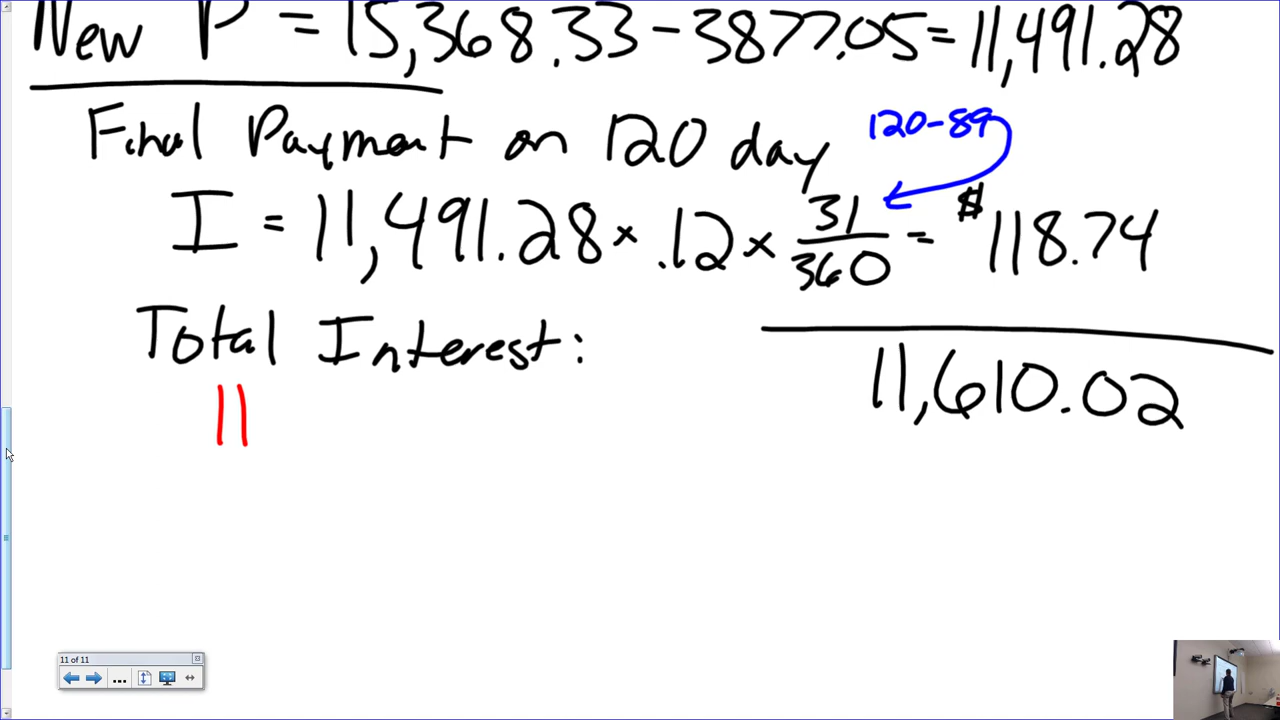 New P = 15,368.33 - 3877.05 = 11,491.28
Final Payment on 120 day 120-89
I = 11,491.28 × .12 × 31/360 = $118.74
Total Interest:
11,610.02
11
11 of 11
...